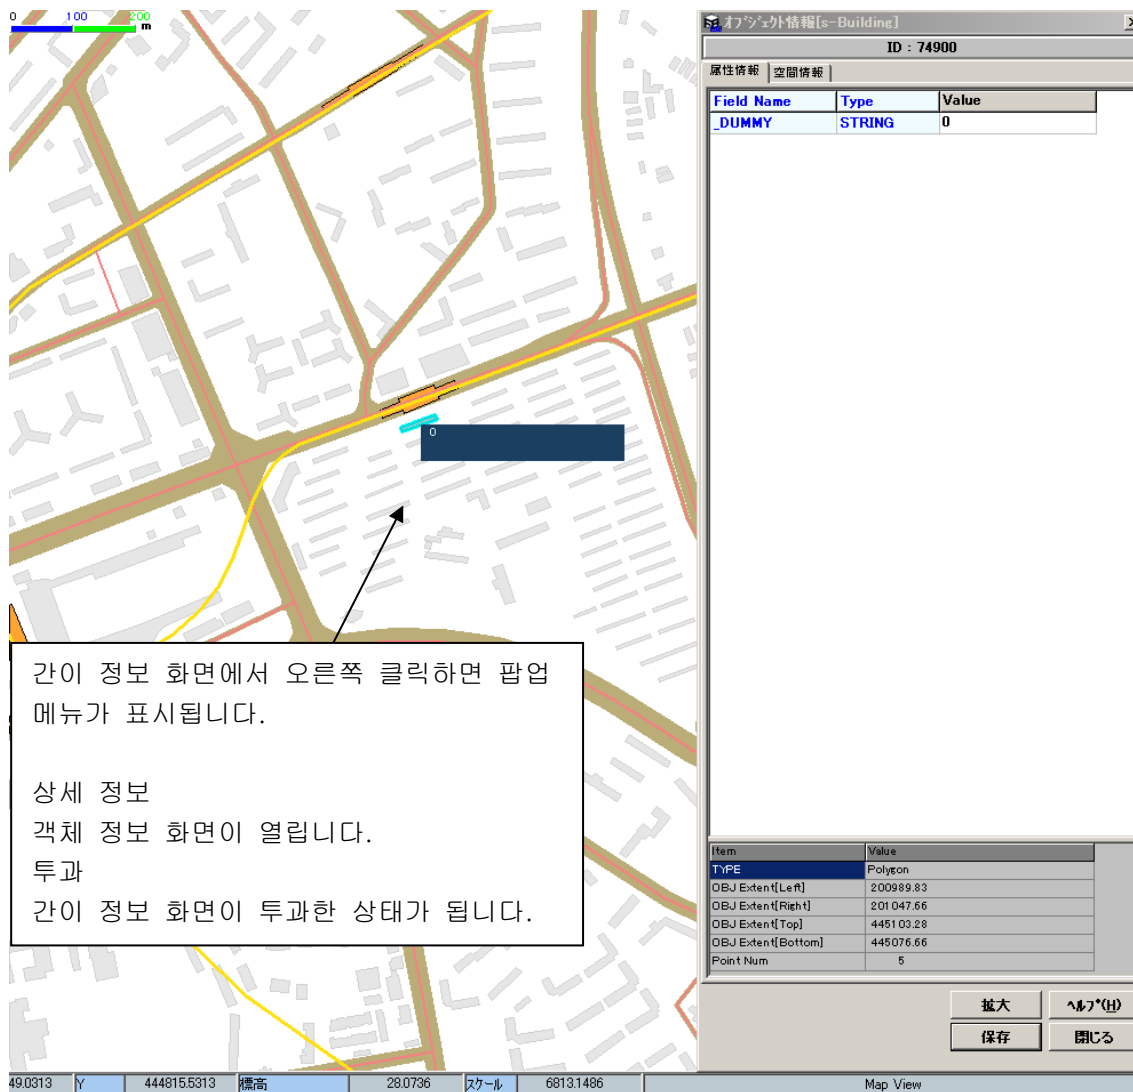 0 100 200
m
オブジェクト情報[s-Building]
ID : 74900
属性情報 空間情報
Field Name Type Value
_DUMMY STRING 0
0
간이 정보 화면에서 오른쪽 클릭하면 팝업
메뉴가 표시됩니다.
상세 정보
객체 정보 화면이 열립니다.
투과
간이 정보 화면이 투과한 상태가 됩니다.
Item Value
TYPE Polygon
OBJ Extent[Left] 200989.83
OBJ Extent[Right] 201047.66
OBJ Extent[Top] 445103.28
OBJ Extent[Bottom] 445076.66
Point Num 5
拡大 ヘルプ(H)
保存 閉じる
49.0313 Y 444815.5313 標高 28.0736 スケール 6813.1486 Map View